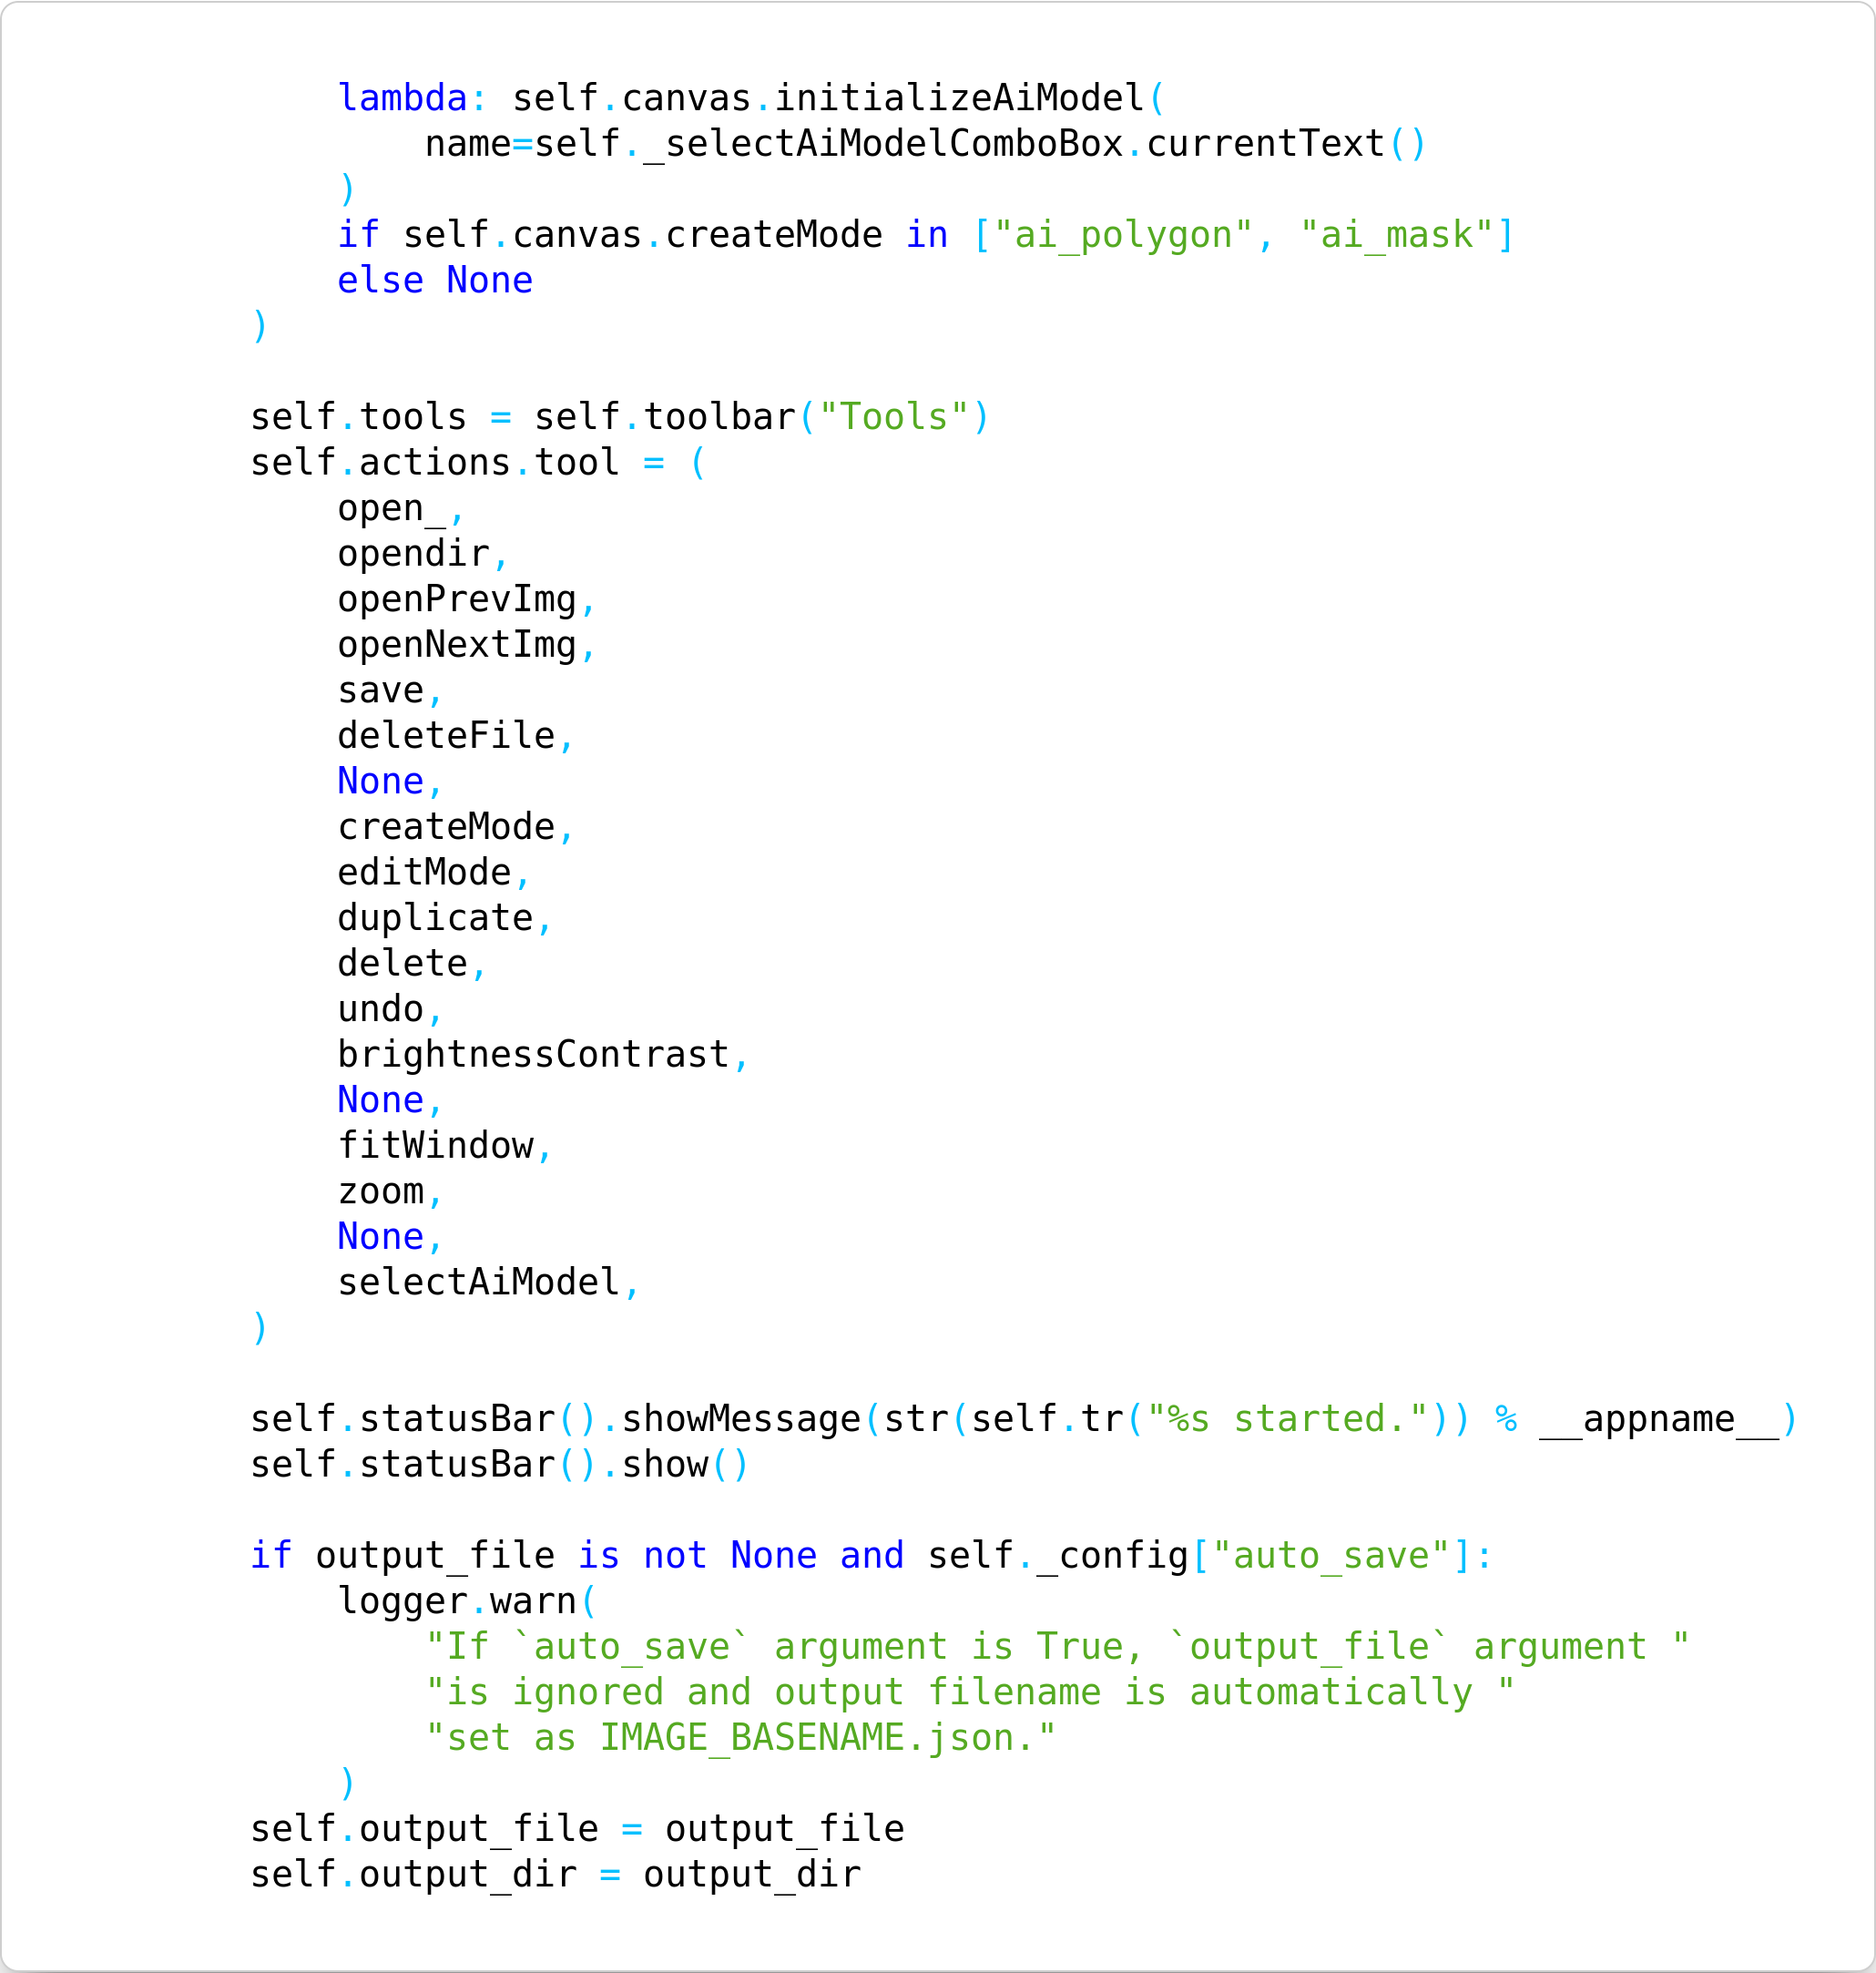 lambda: self.canvas.initializeAiModel(
                name=self._selectAiModelComboBox.currentText()
            )
            if self.canvas.createMode in ["ai_polygon", "ai_mask"]
            else None
        )

        self.tools = self.toolbar("Tools")
        self.actions.tool = (
            open_,
            opendir,
            openPrevImg,
            openNextImg,
            save,
            deleteFile,
            None,
            createMode,
            editMode,
            duplicate,
            delete,
            undo,
            brightnessContrast,
            None,
            fitWindow,
            zoom,
            None,
            selectAiModel,
        )

        self.statusBar().showMessage(str(self.tr("%s started.")) % __appname__)
        self.statusBar().show()

        if output_file is not None and self._config["auto_save"]:
            logger.warn(
                "If `auto_save` argument is True, `output_file` argument "
                "is ignored and output filename is automatically "
                "set as IMAGE_BASENAME.json."
            )
        self.output_file = output_file
        self.output_dir = output_dir